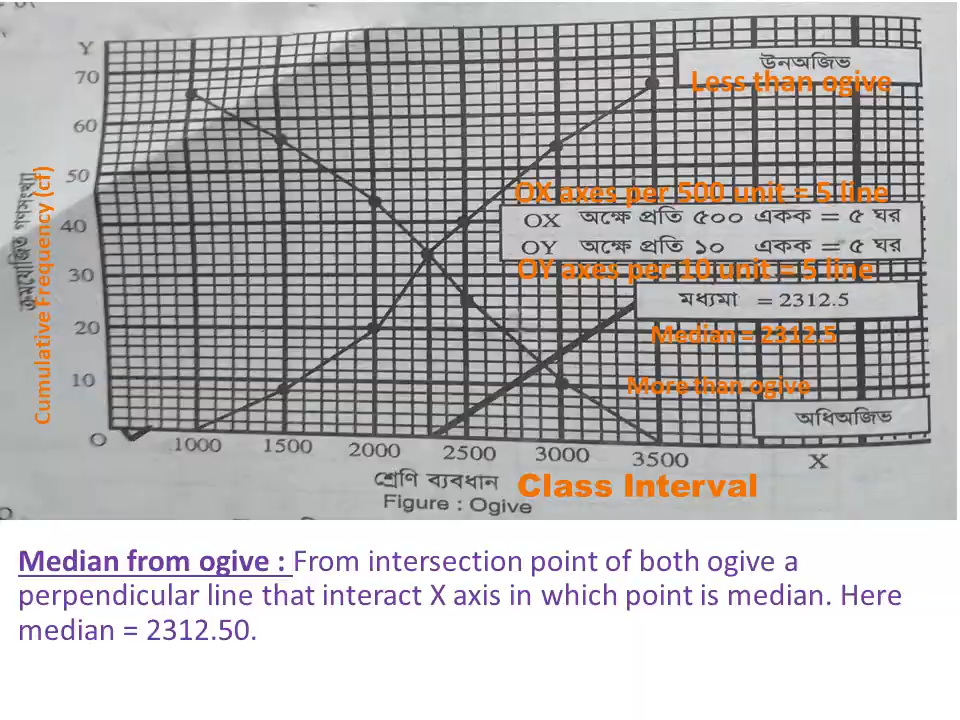 Y
উনঅজিভ
Less than ogive
70
60
50
40
30
20
10
O
ক্রমযোজিত গণসংখ্যা
Cumulative Frequency (cf)
OX axes per 500 unit = 5 line
OX অক্ষে প্রতি ৫০০ একক = ৫ ঘর
OY অক্ষে প্রতি ১০ একক = ৫ ঘর
OY axes per 10 unit = 5 line
মধ্যমা = 2312.5
Median = 2312.5
More than ogive
অধিঅজিভ
1000 1500 2000 2500 3000 3500 X
শ্রেণি ব্যবধান Class Interval
Figure : Ogive
Median from ogive : From intersection point of both ogive a
perpendicular line that interact X axis in which point is median. Here
median = 2312.50.